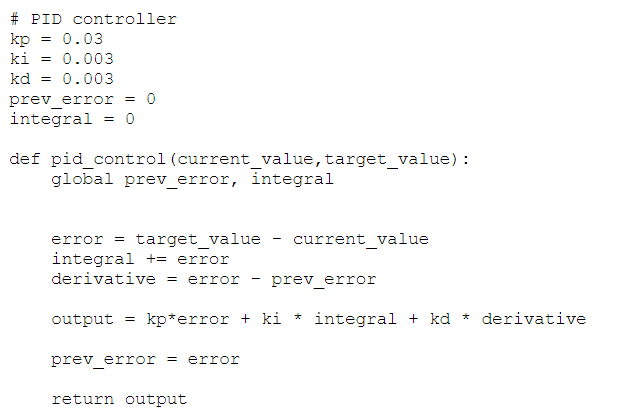 # PID controller
kp = 0.03
ki = 0.003
kd = 0.003
prev_error = 0
integral = 0
def pid_control(current_value,target_value):
    global prev_error, integral
    error = target_value - current_value
    integral += error
    derivative = error - prev_error
    output = kp*error + ki * integral + kd * derivative
    prev_error = error
    return output